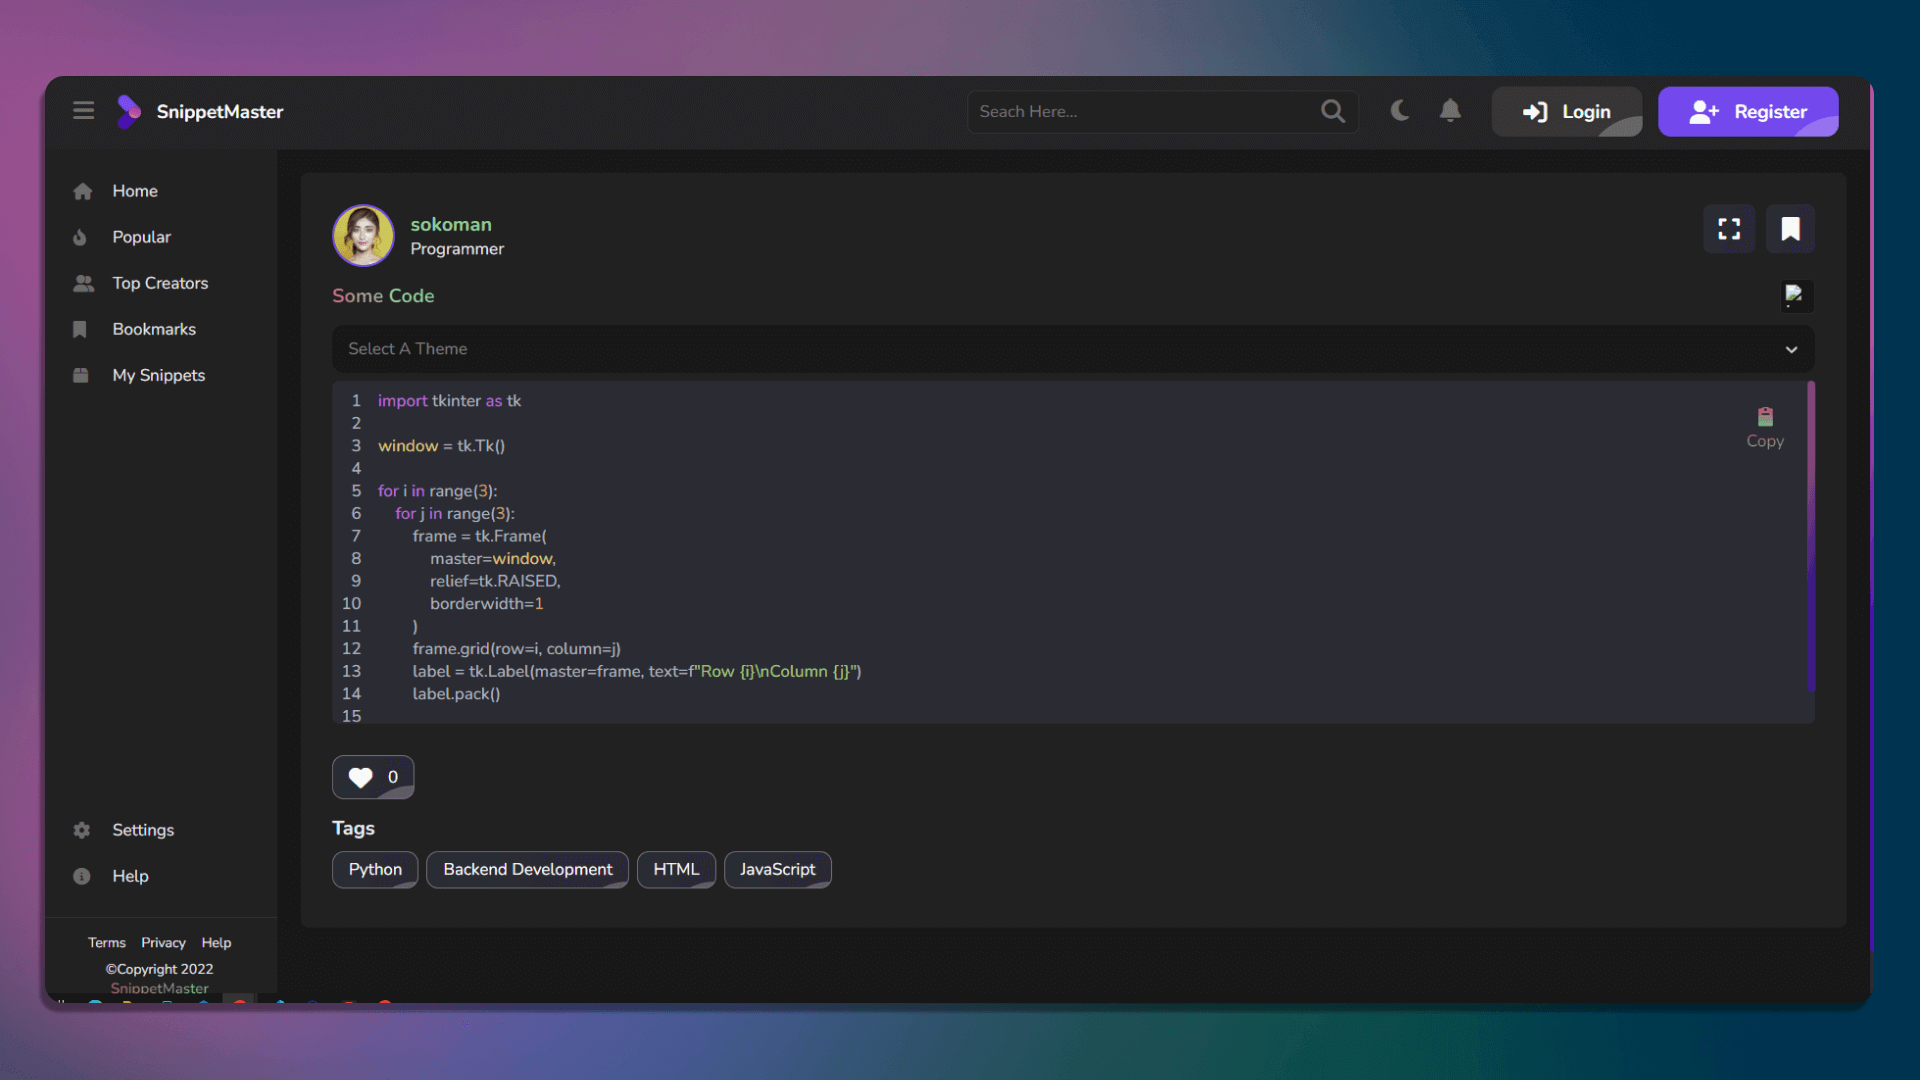 SnippetMaster
Seach Here...
Login
Register
Home
Popular
Top Creators
Bookmarks
My Snippets
Settings
Help
Terms Privacy Help
©Copyright 2022
SnippetMaster
sokoman
Programmer
Some Code
Select A Theme
Copy
1 import tkinter as tk
2
3 window = tk.Tk()
4
5 for i in range(3):
6     for j in range(3):
7         frame = tk.Frame(
8             master=window,
9             relief=tk.RAISED,
10             borderwidth=1
11         )
12         frame.grid(row=i, column=j)
13         label = tk.Label(master=frame, text=f"Row {i}\nColumn {j}")
14         label.pack()
15
0
Tags
Python Backend Development HTML JavaScript